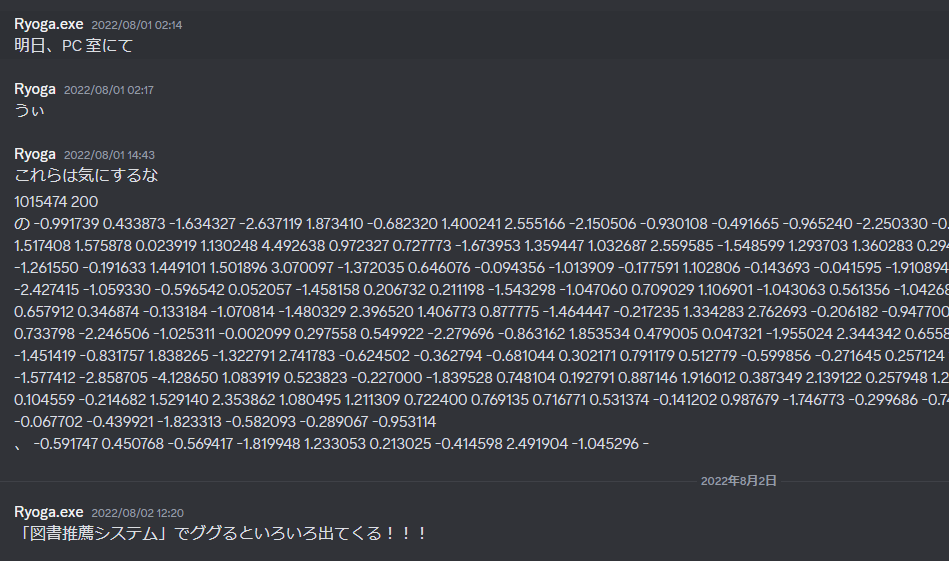 Ryoga.exe 2022/08/01 02:14
明日、PC 室にて
Ryoga 2022/08/01 02:17
うぃ
Ryoga 2022/08/01 14:43
これらは気にするな
1015474 200
の -0.991739 0.433873 -1.634327 -2.637119 1.873410 -0.682320 1.400241 2.555166 -2.150506 -0.930108 -0.491665 -0.965240 -2.250330 -0.
1.517408 1.575878 0.023919 1.130248 4.492638 0.972327 0.727773 -1.673953 1.359447 1.032687 2.559585 -1.548599 1.293703 1.360283 0.294
-1.261550 -0.191633 1.449101 1.501896 3.070097 -1.372035 0.646076 -0.094356 -1.013909 -0.177591 1.102806 -0.143693 -0.041595 -1.910894
-2.427415 -1.059330 -0.596542 0.052057 -1.458158 0.206732 0.211198 -1.543298 -1.047060 0.709029 1.106901 -1.043063 0.561356 -1.04268
0.657912 0.346874 -0.133184 -1.070814 -1.480329 2.396520 1.406773 0.877775 -1.464447 -0.217235 1.334283 2.762693 -0.206182 -0.947700
0.733798 -2.246506 -1.025311 -0.002099 0.297558 0.549922 -2.279696 -0.863162 1.853534 0.479005 0.047321 -1.955024 2.344342 0.6558
-1.451419 -0.831757 1.838265 -1.322791 2.741783 -0.624502 -0.362794 -0.681044 0.302171 0.791179 0.512779 -0.599856 -0.271645 0.257124
-1.577412 -2.858705 -4.128650 1.083919 0.523823 -0.227000 -1.839528 0.748104 0.192791 0.887146 1.916012 0.387349 2.139122 0.257948 1.2
0.104559 -0.214682 1.529140 2.353862 1.080495 1.211309 0.722400 0.769135 0.716771 0.531374 -0.141202 0.987679 -1.746773 -0.299686 -0.74
-0.067702 -0.439921 -1.823313 -0.582093 -0.289067 -0.953114
、 -0.591747 0.450768 -0.569417 -1.819948 1.233053 0.213025 -0.414598 2.491904 -1.045296 -
2022年8月2日
Ryoga.exe 2022/08/02 12:20
「図書推薦システム」でググるといろいろ出てくる！！！